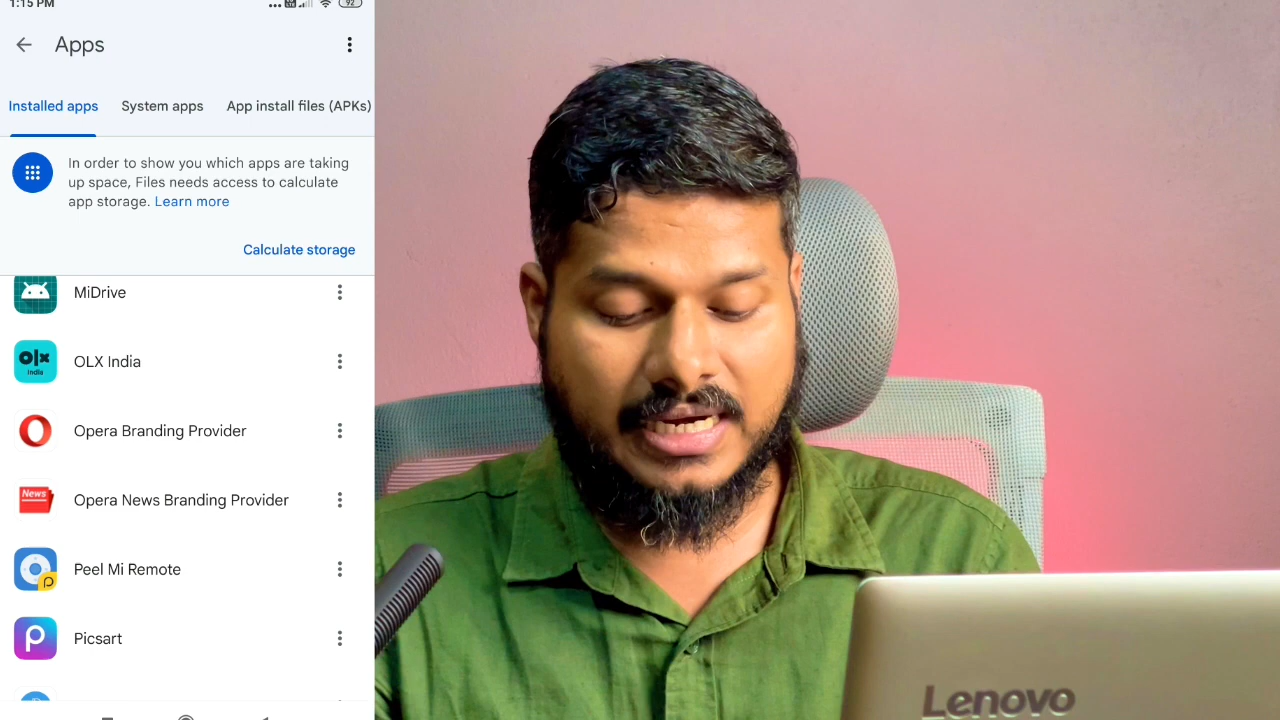 1:15 PM
92
Apps
Installed apps
System apps
App install files (APKs)
In order to show you which apps are taking
up space, Files needs access to calculate
app storage. Learn more
Calculate storage
MiDrive
olx
India
OLX India
Opera Branding Provider
News
Opera News Branding Provider
Peel Mi Remote
Picsart
Lenovo